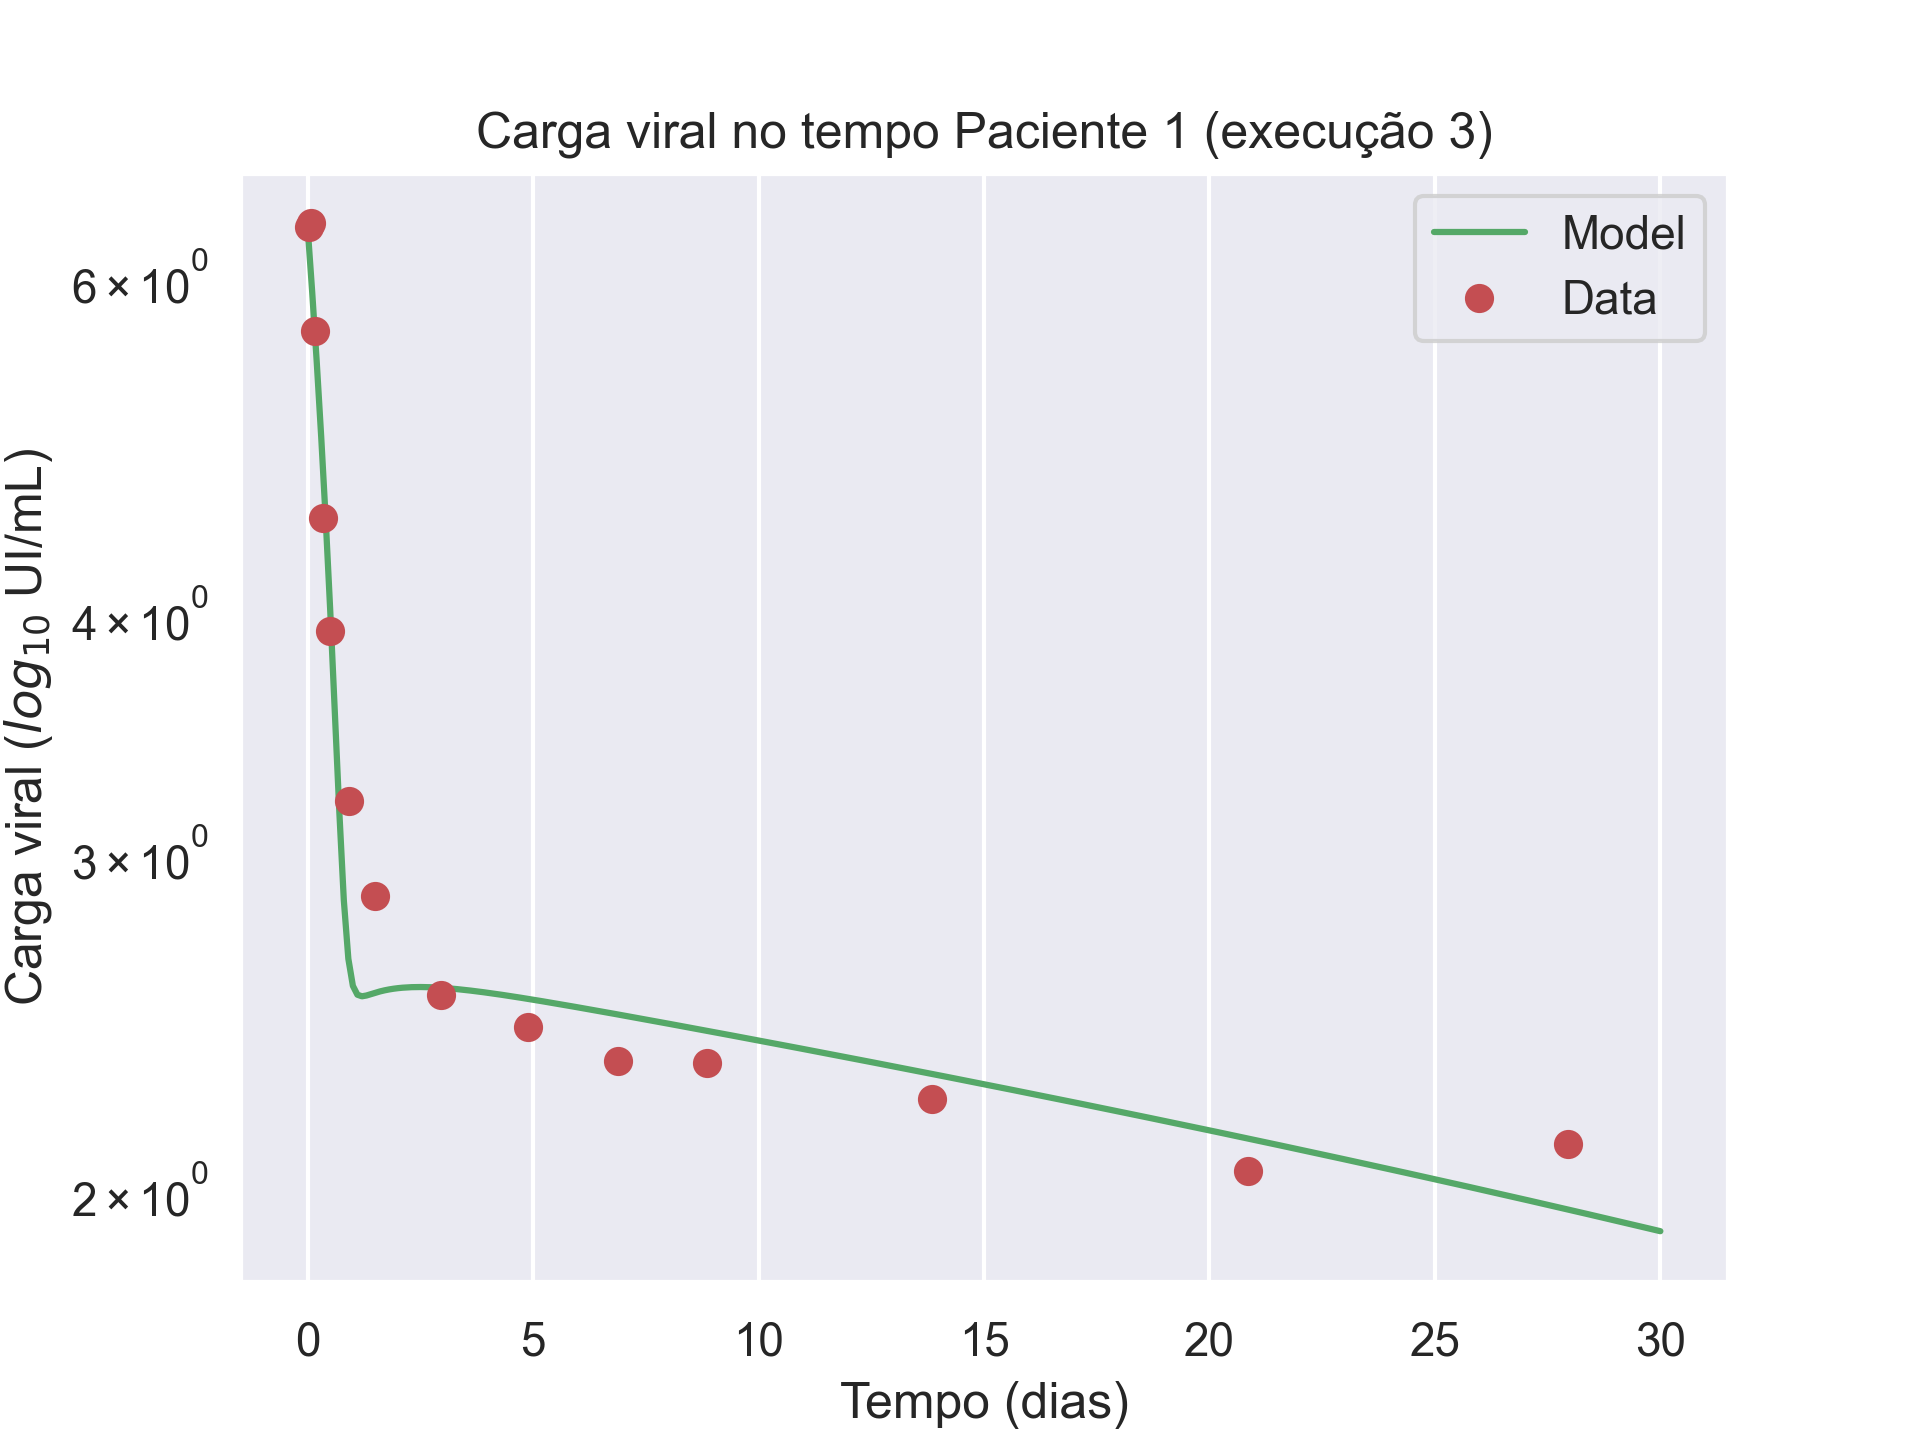 Carga viral no tempo Paciente 1 (execução 3)
Model
Data
6 × 10⁰
4 × 10⁰
3 × 10⁰
2 × 10⁰
Carga viral (log₁₀ UI/mL)
0 5 10 15 20 25 30
Tempo (dias)